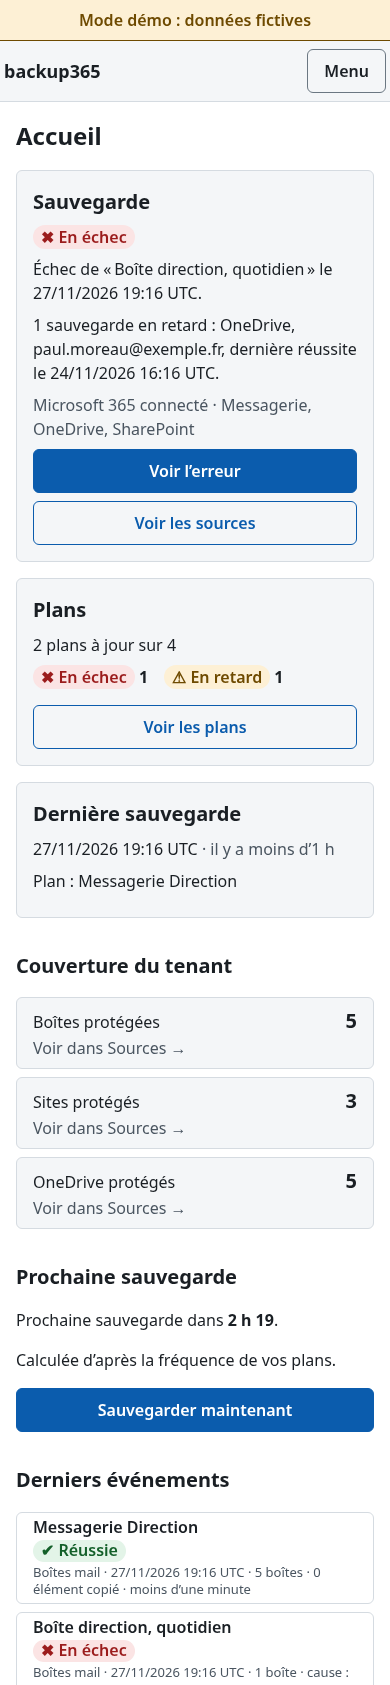 Mode démo : données fictives
backup365
Menu
Accueil
Sauvegarde
✖ En échec
Échec de « Boîte direction, quotidien » le
27/11/2026 19:16 UTC.
1 sauvegarde en retard : OneDrive,
paul.moreau@exemple.fr, dernière réussite
le 24/11/2026 16:16 UTC.
Microsoft 365 connecté · Messagerie,
OneDrive, SharePoint
Voir l’erreur
Voir les sources
Plans
2 plans à jour sur 4
✖ En échec 1 ⚠ En retard 1
Voir les plans
Dernière sauvegarde
27/11/2026 19:16 UTC · il y a moins d’1 h
Plan : Messagerie Direction
Couverture du tenant
Boîtes protégées 5
Voir dans Sources →
Sites protégés 3
Voir dans Sources →
OneDrive protégés 5
Voir dans Sources →
Prochaine sauvegarde
Prochaine sauvegarde dans 2 h 19.
Calculée d’après la fréquence de vos plans.
Sauvegarder maintenant
Derniers événements
Messagerie Direction
✔ Réussie
Boîtes mail · 27/11/2026 19:16 UTC · 5 boîtes · 0
élément copié · moins d’une minute
Boîte direction, quotidien
✖ En échec
Boîtes mail · 27/11/2026 19:16 UTC · 1 boîte · cause :